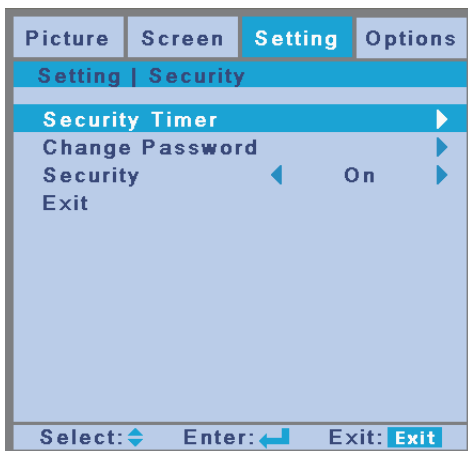 Picture Screen Setting Options
Setting | Security
Security Timer
Change Password
Security On
Exit
Select: Enter: Exit: Exit